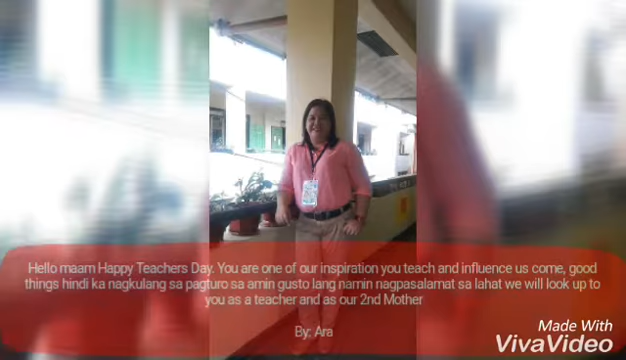 Hello maam Happy Teachers Day. You are one of our inspiration you teach and influence us come, good
things hindi ka nagkulang sa pagturo sa amin gusto lang namin nagpasalamat sa lahat we will look up to
you as a teacher and as our 2nd Mother
By: Ara
Made With
VivaVideo